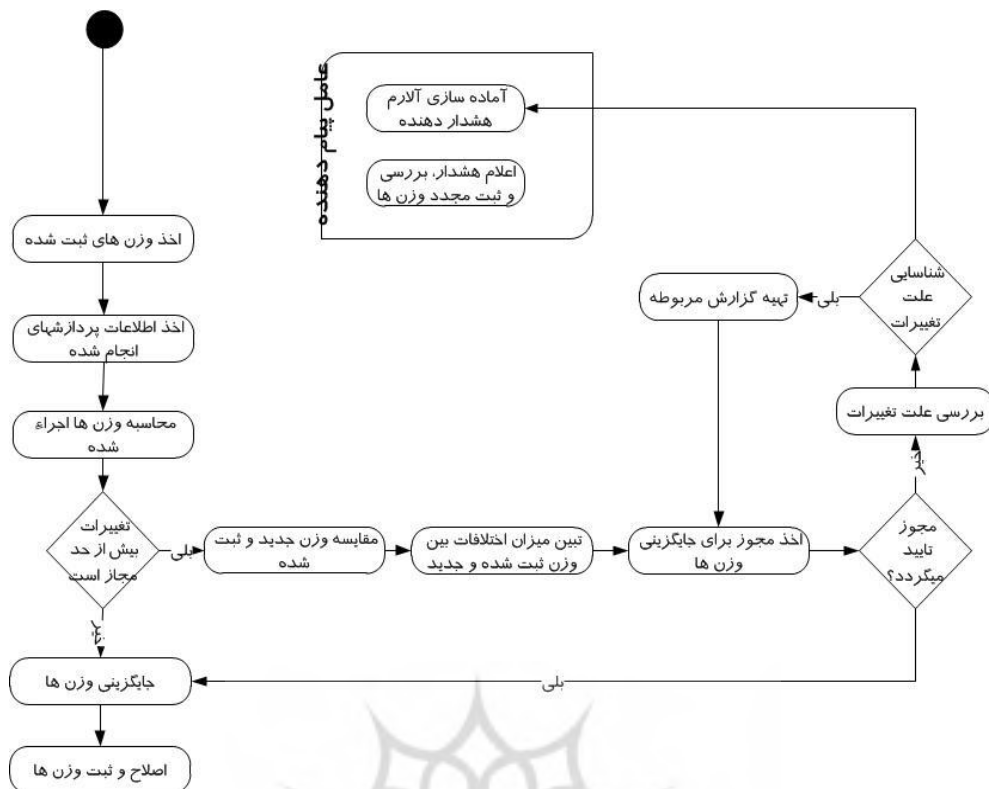 عامل پیام دهنده
آماده سازی آلارم
هشدار دهنده
اعلام هشدار، بررسی
و ثبت مجدد وزن ها
اخذ وزن های ثبت شده
اخذ اطلاعات پردازشهای
انجام شده
محاسبه وزن ها اجراء
شده
تغییرات
بیش از حد
مجاز است
بلی
مقایسه وزن جدید و ثبت
شده
تبین میزان اختلافات بین
وزن ثبت شده و جدید
اخذ مجوز برای جایگزینی
وزن ها
مجوز
تایید
میگردد؟
خیر
بررسی علت تغییرات
شناسایی
علت
تغییرات
بلی
تهیه گزارش مربوطه
بلی
خیر
جایگزینی وزن ها
اصلاح و ثبت وزن ها